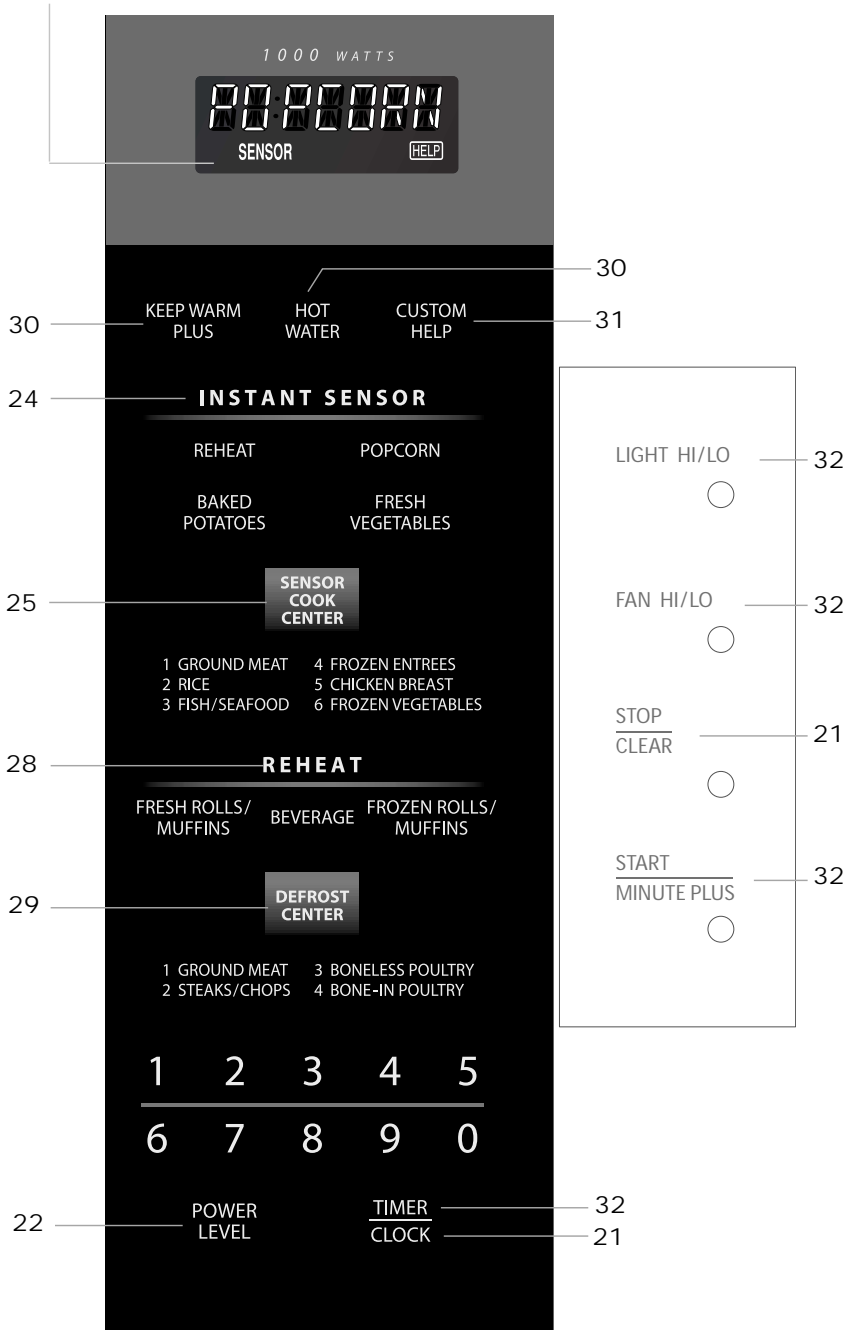 1000 WATTS
POPCORN
SENSOR HELP
30
30 KEEP WARM PLUS
HOT WATER
CUSTOM HELP 31
24 INSTANT SENSOR
REHEAT POPCORN
BAKED POTATOES
FRESH VEGETABLES
25 SENSOR COOK CENTER
1 GROUND MEAT 4 FROZEN ENTREES
2 RICE 5 CHICKEN BREAST
3 FISH/SEAFOOD 6 FROZEN VEGETABLES
28 REHEAT
FRESH ROLLS/ MUFFINS
BEVERAGE
FROZEN ROLLS/ MUFFINS
29 DEFROST CENTER
1 GROUND MEAT 3 BONELESS POULTRY
2 STEAKS/CHOPS 4 BONE-IN POULTRY
1 2 3 4 5
6 7 8 9 0
22 POWER LEVEL
TIMER 32
CLOCK 21
LIGHT HI/LO 32
FAN HI/LO 32
STOP
CLEAR 21
START
MINUTE PLUS 32